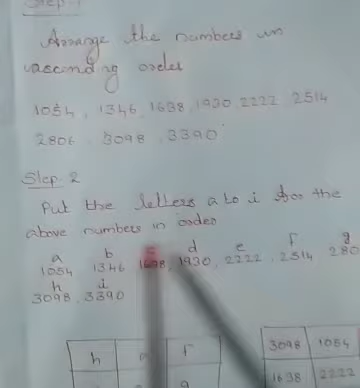 Step-1
Arrange the numbers in
ascending order
1054, 1346, 1638, 1930, 2222, 2514
2806, 3098, 3390
Step-2
Put the letters a to i for the
above numbers in order
a b c d e f g
1054 1346 1638, 1930, 2222, 2514 280
h i
3098, 3390
h f 3098 1054
1638 2222